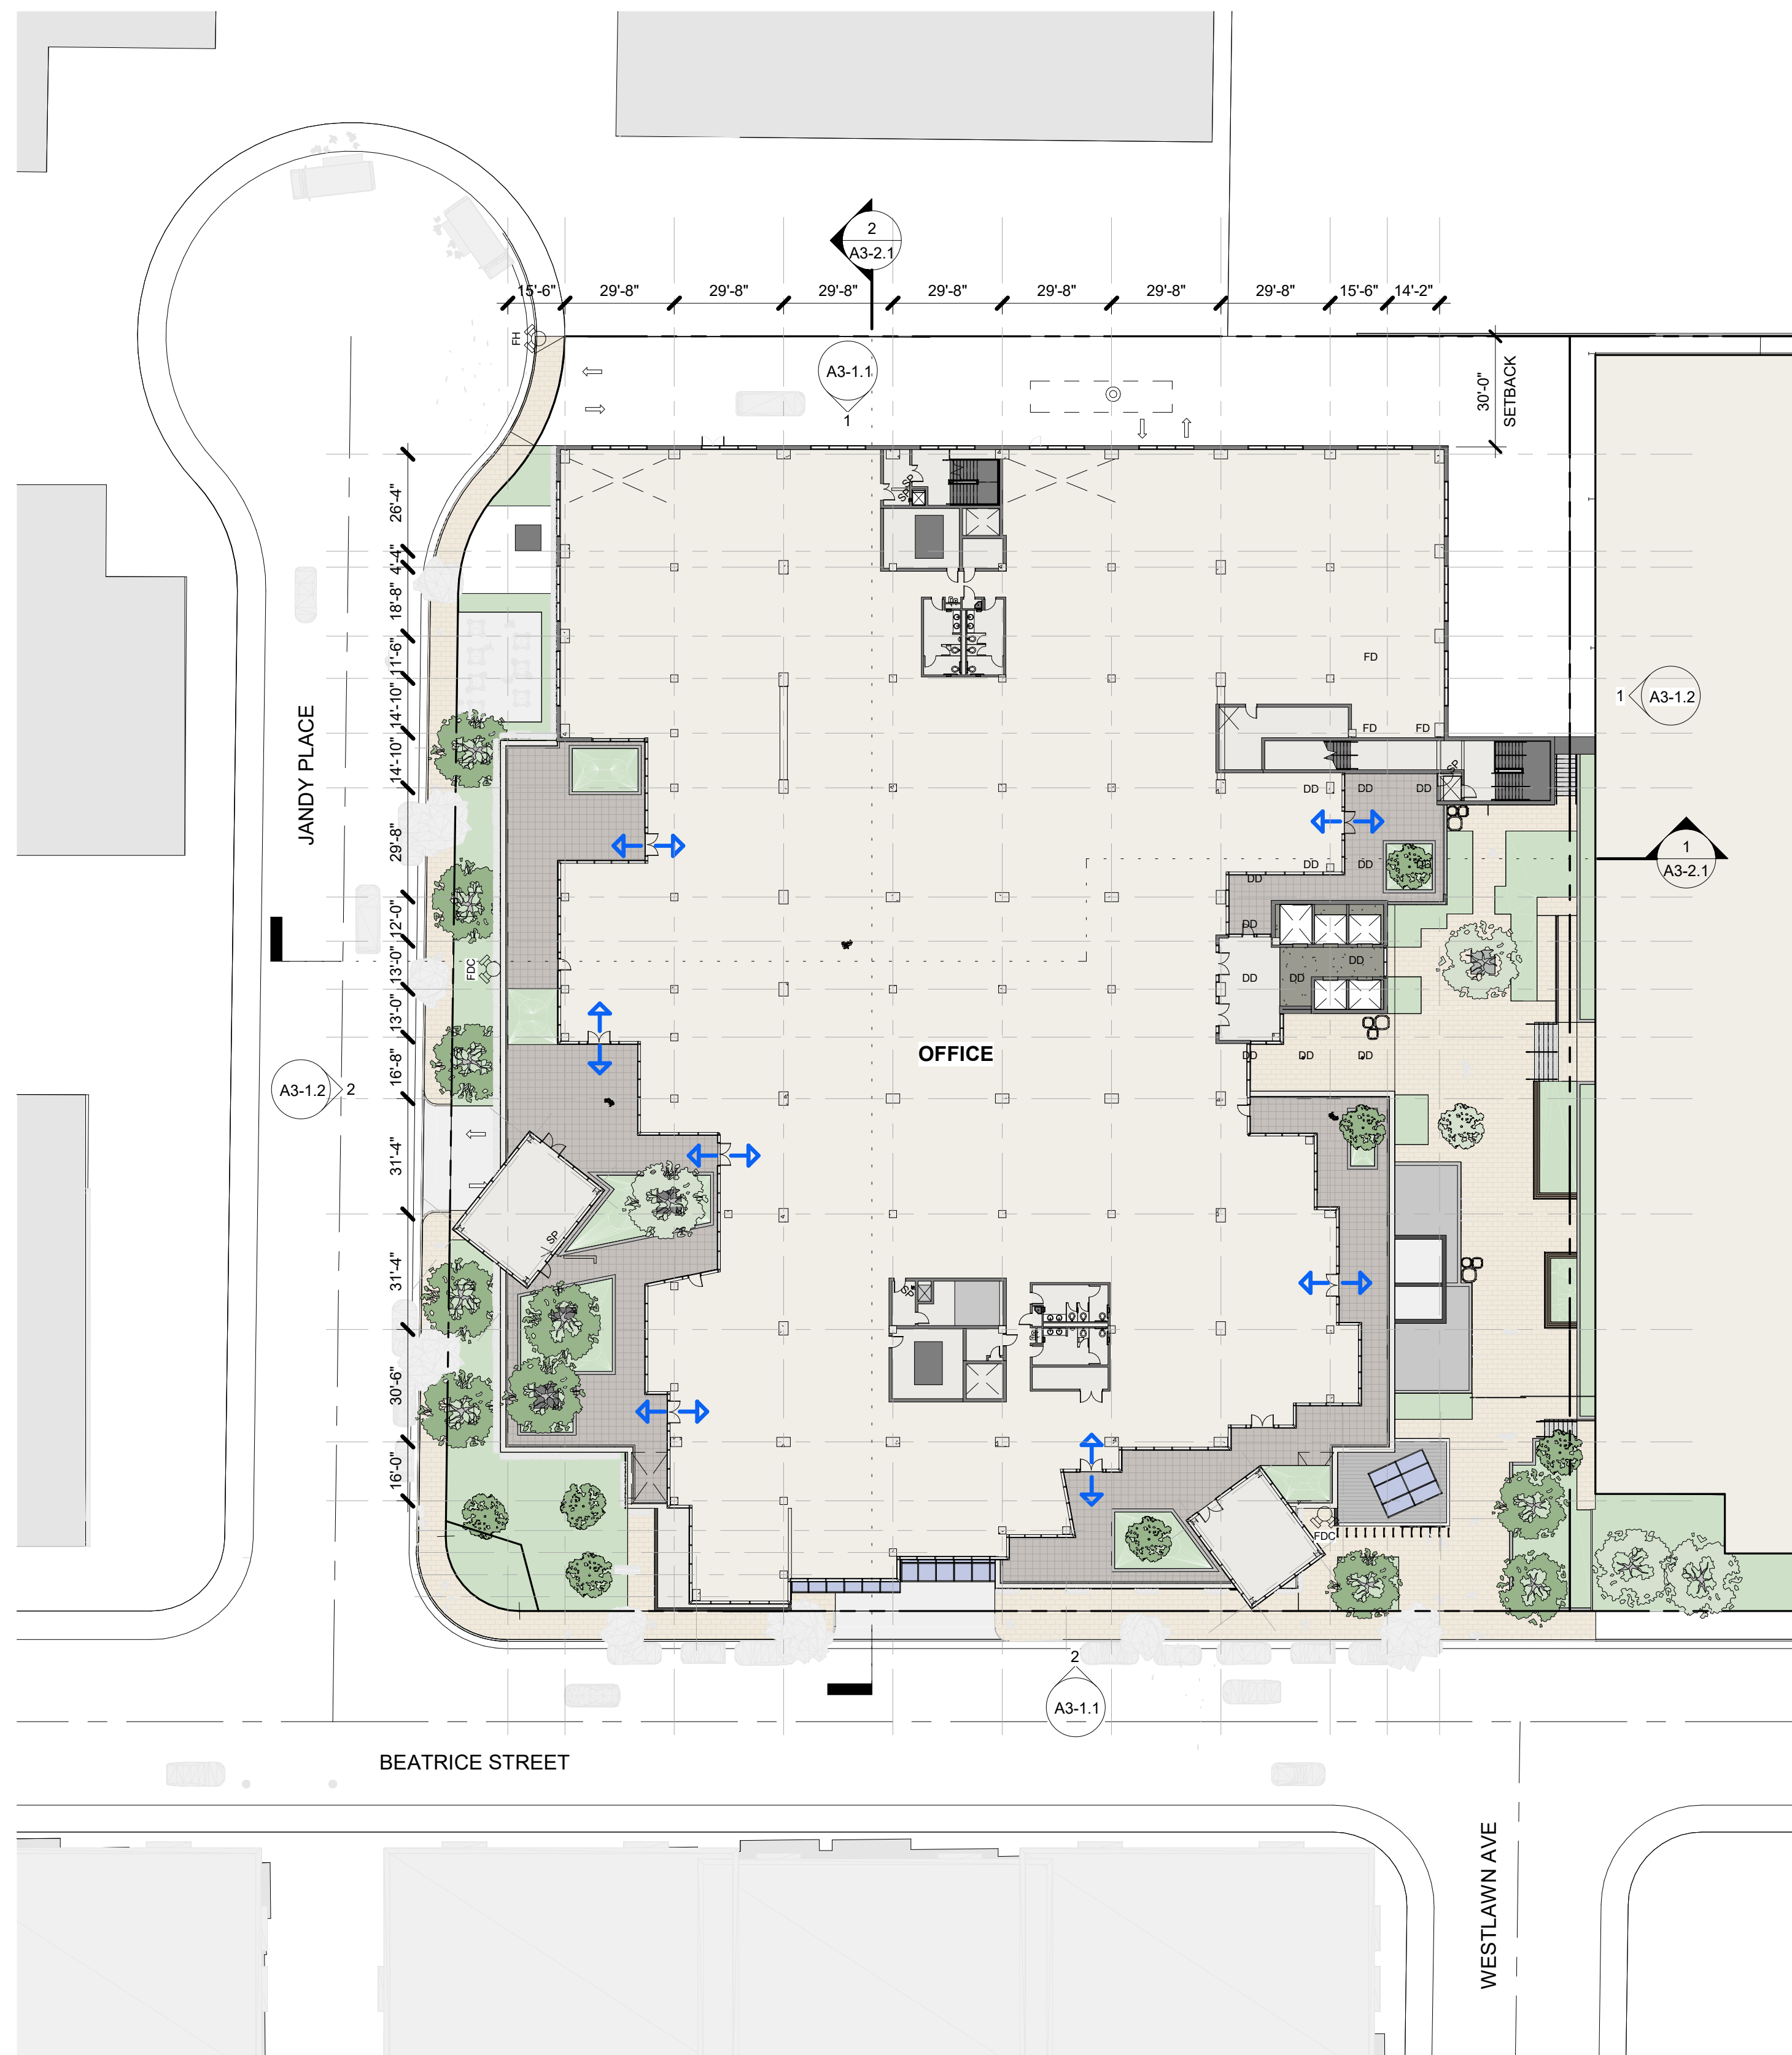 2
A3-2.1
15'-6"
29'-8"
29'-8"
29'-8"
29'-8"
29'-8"
29'-8"
29'-8"
15'-6"
14'-2"
FH
A3-1.1
1
30'-0"
SETBACK
26'-4"
4'-4"
18'-8"
11'-6"
14'-10"
14'-10"
29'-8"
12'-0"
13'-0"
13'-0"
16'-8"
31'-4"
31'-4"
30'-6"
16'-0"
SP
SP
FD
FD
FD
1
A3-1.2
JANDY PLACE
SP
DD
DD
DD
1
A3-2.1
DD
DD
DD
DD
DD
FDC
DD
DD
DD
OFFICE
DD
DD
DD
A3-1.2
2
SP
SP
FDC
2
A3-1.1
BEATRICE STREET
WESTLAWN AVE